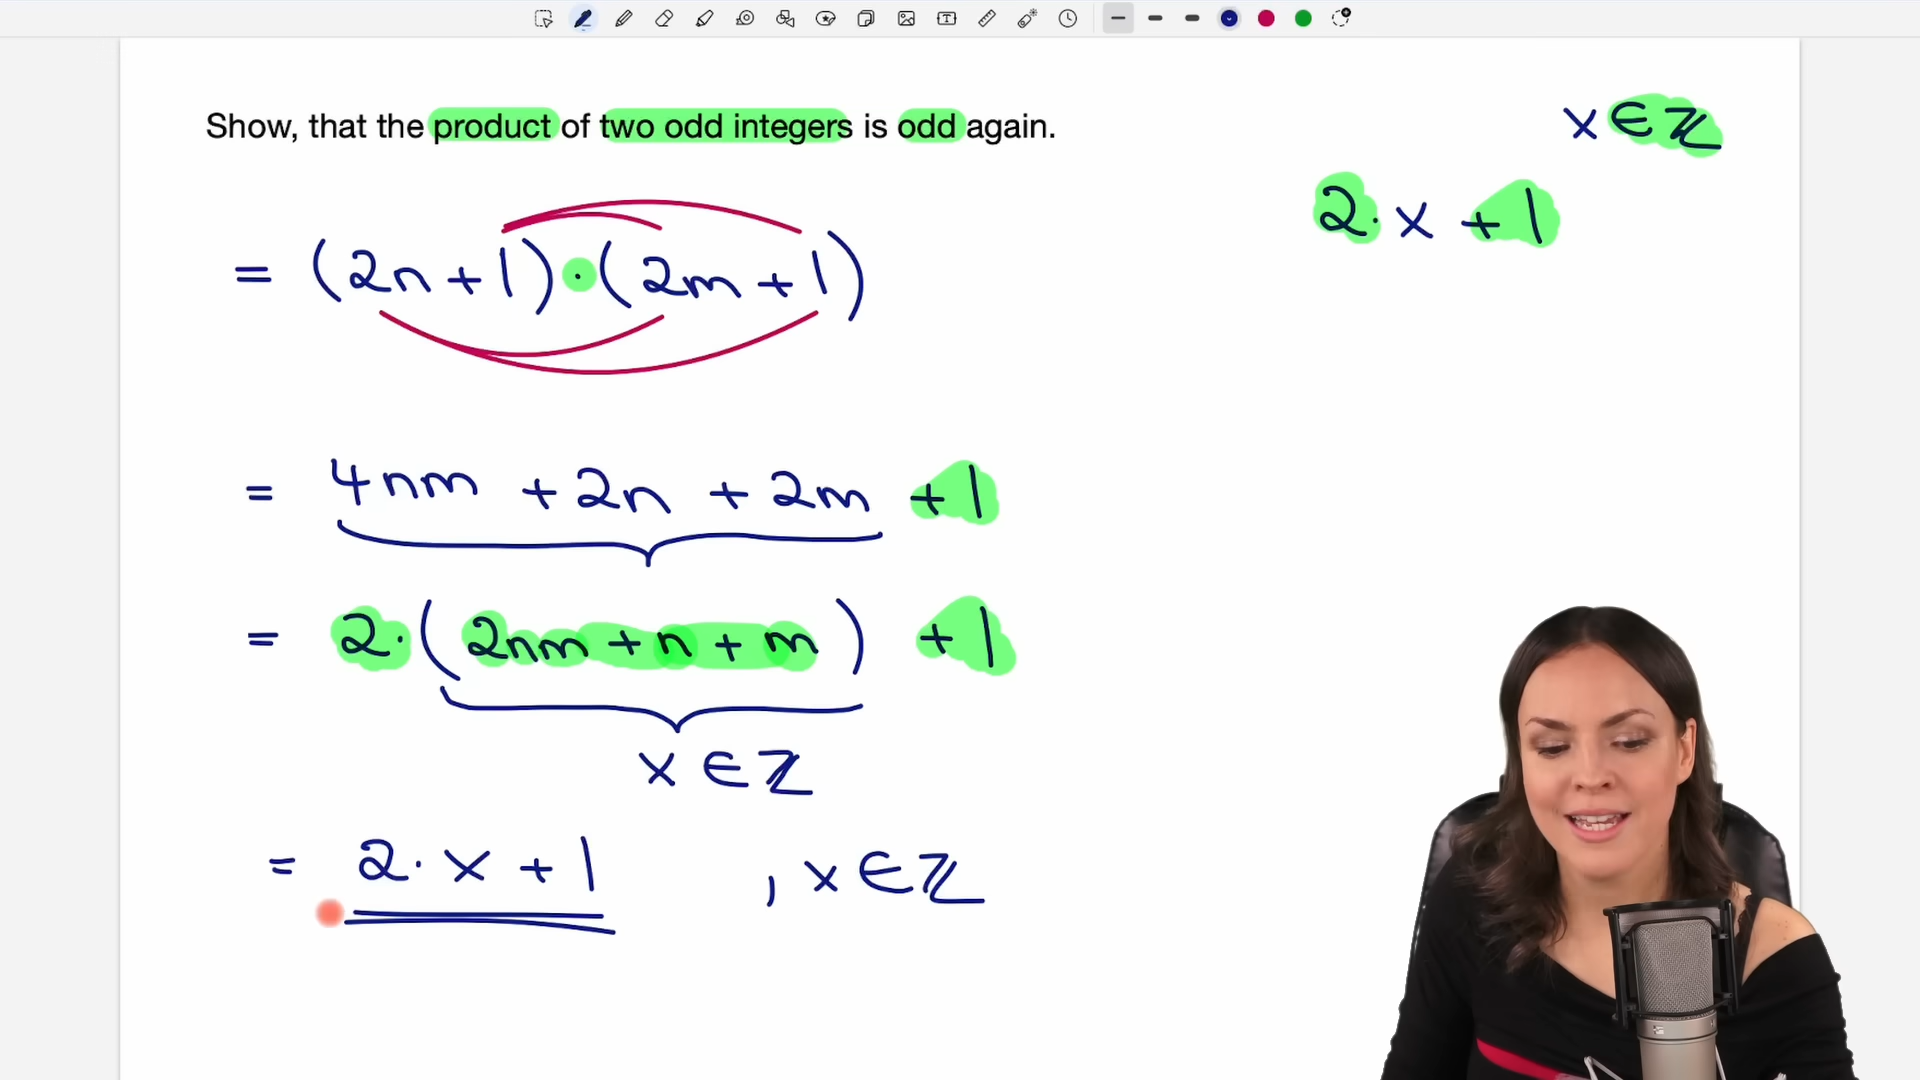 Show, that the product of two odd integers is odd again.
x ∈ ℤ
2 · x + 1
= (2n + 1) · (2m + 1)
= 4nm + 2n + 2m + 1
= 2 · (2nm + n + m) + 1
x ∈ ℤ
= 2 · x + 1 , x ∈ ℤ